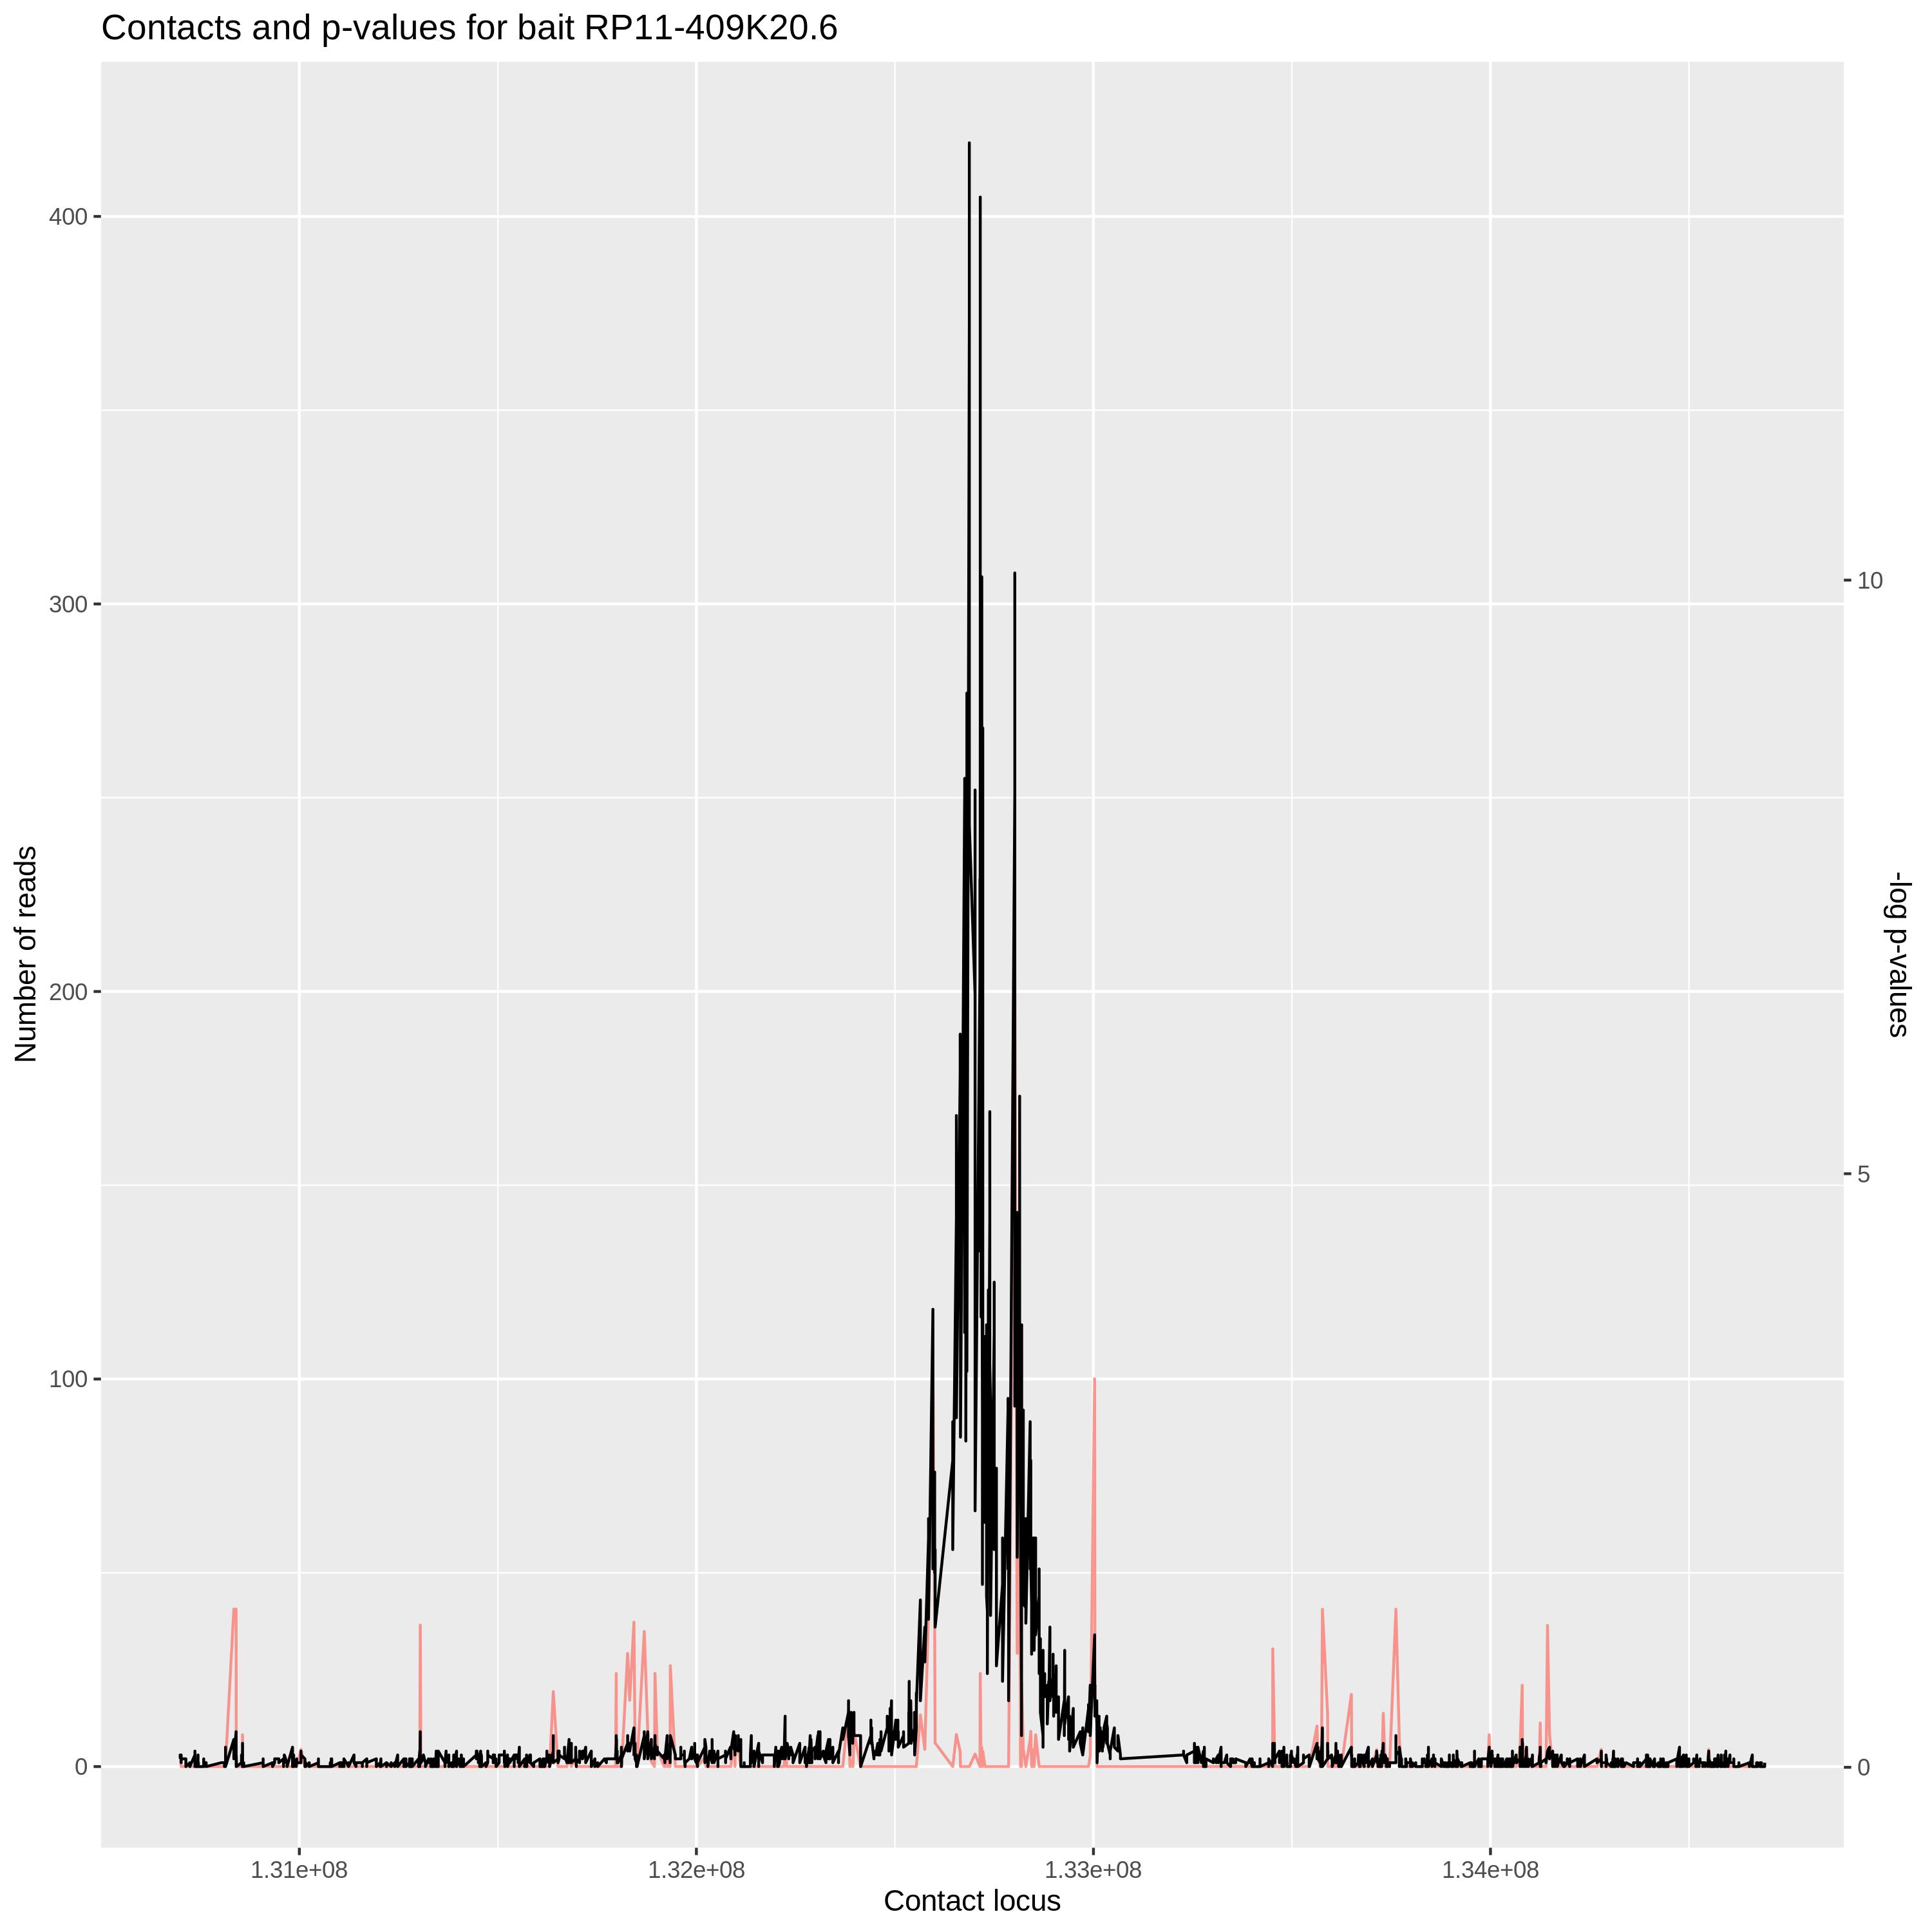 Contacts and p-values for bait RP11-409K20.6
400
300
200
100
0
Number of reads
10
5
0
-log p-values
1.31e+08
1.32e+08
1.33e+08
1.34e+08
Contact locus